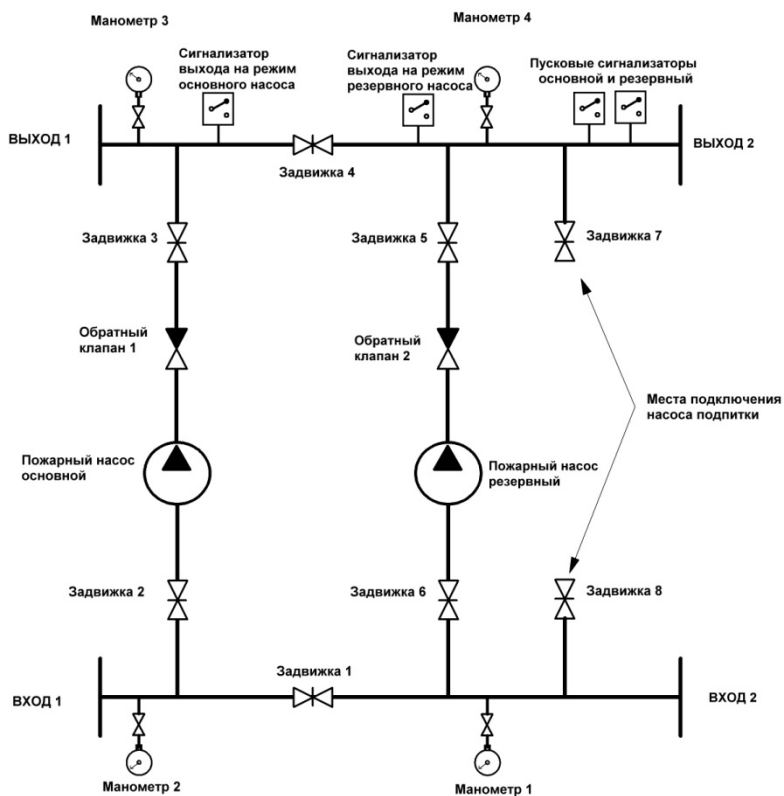 Манометр 3
Манометр 4
Сигнализатор
выхода на режим
основного насоса
Сигнализатор
выхода на режим
резервного насоса
Пусковые сигнализаторы
основной и резервный
ВЫХОД 1
ВЫХОД 2
Задвижка 4
Задвижка 3
Задвижка 5
Задвижка 7
Обратный
клапан 1
Обратный
клапан 2
Места подключения
насоса подпитки
Пожарный насос
основной
Пожарный насос
резервный
Задвижка 2
Задвижка 6
Задвижка 8
Задвижка 1
ВХОД 1
ВХОД 2
Манометр 2
Манометр 1